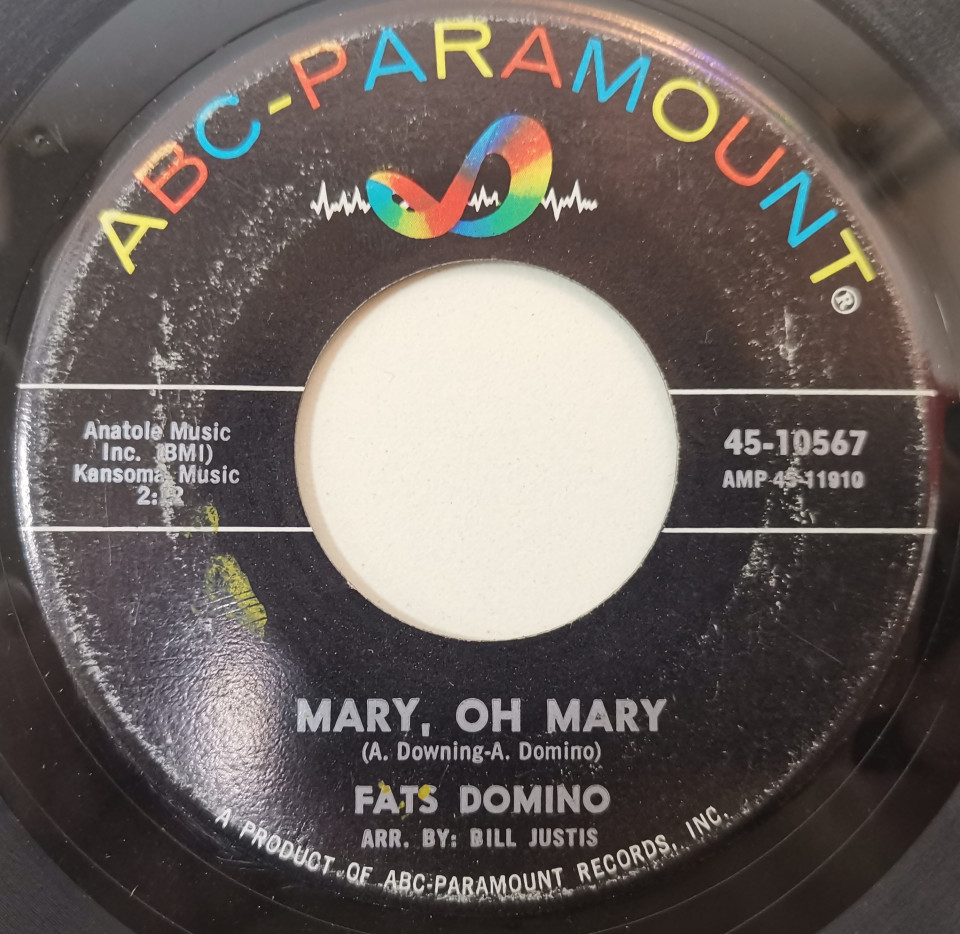 ABC-PARAMOUNT®
Anatole Music
Inc. (BMI)
Kansoma Music
45-10567
AMP 45-11910
MARY, OH MARY
(A. Downing-A. Domino)
FATS DOMINO
ARR. BY: BILL JUSTIS
A PRODUCT OF ABC-PARAMOUNT RECORDS, INC.